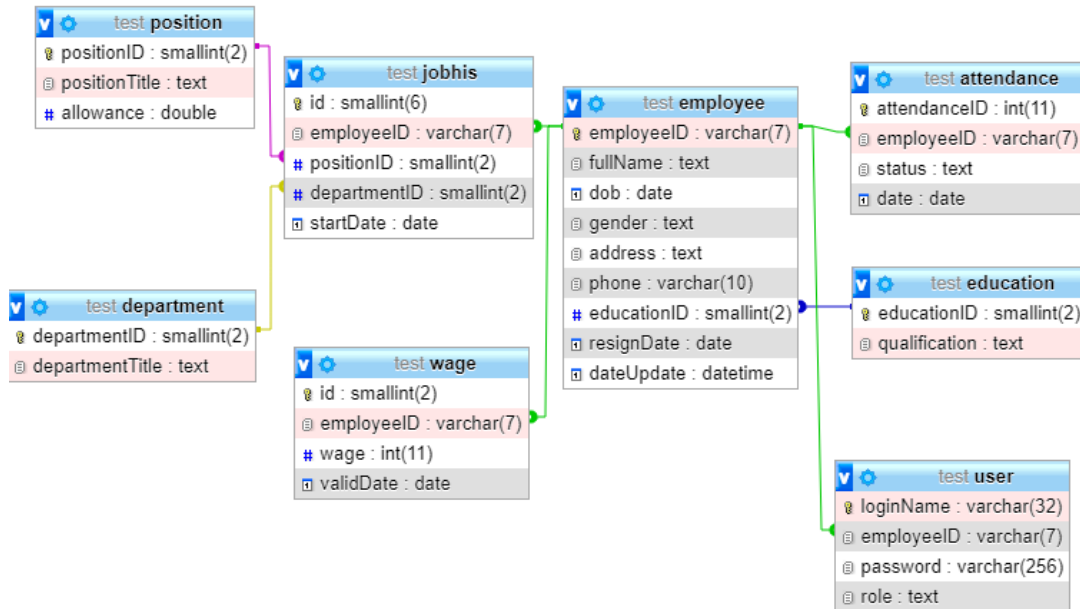 test position
positionID : smallint(2)
positionTitle : text
allowance : double
test jobhis
id : smallint(6)
employeeID : varchar(7)
positionID : smallint(2)
departmentID : smallint(2)
startDate : date
test employee
employeeID : varchar(7)
fullName : text
dob : date
gender : text
address : text
phone : varchar(10)
educationID : smallint(2)
resignDate : date
dateUpdate : datetime
test attendance
attendanceID : int(11)
employeeID : varchar(7)
status : text
date : date
test department
departmentID : smallint(2)
departmentTitle : text
test wage
id : smallint(2)
employeeID : varchar(7)
wage : int(11)
validDate : date
test education
educationID : smallint(2)
qualification : text
test user
loginName : varchar(32)
employeeID : varchar(7)
password : varchar(256)
role : text